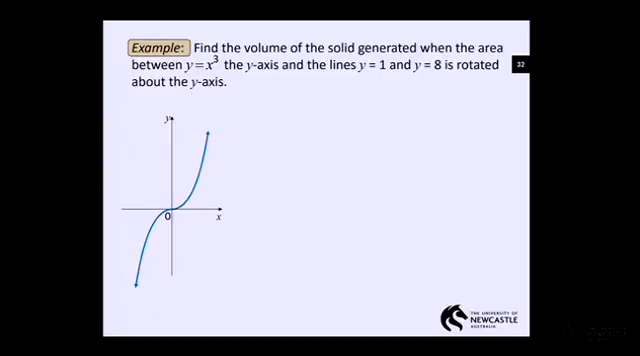 Example: Find the volume of the solid generated when the area
between y = x³ the y-axis and the lines y = 1 and y = 8 is rotated
about the y-axis.
32
y
0
x
THE UNIVERSITY OF
NEWCASTLE
AUSTRALIA